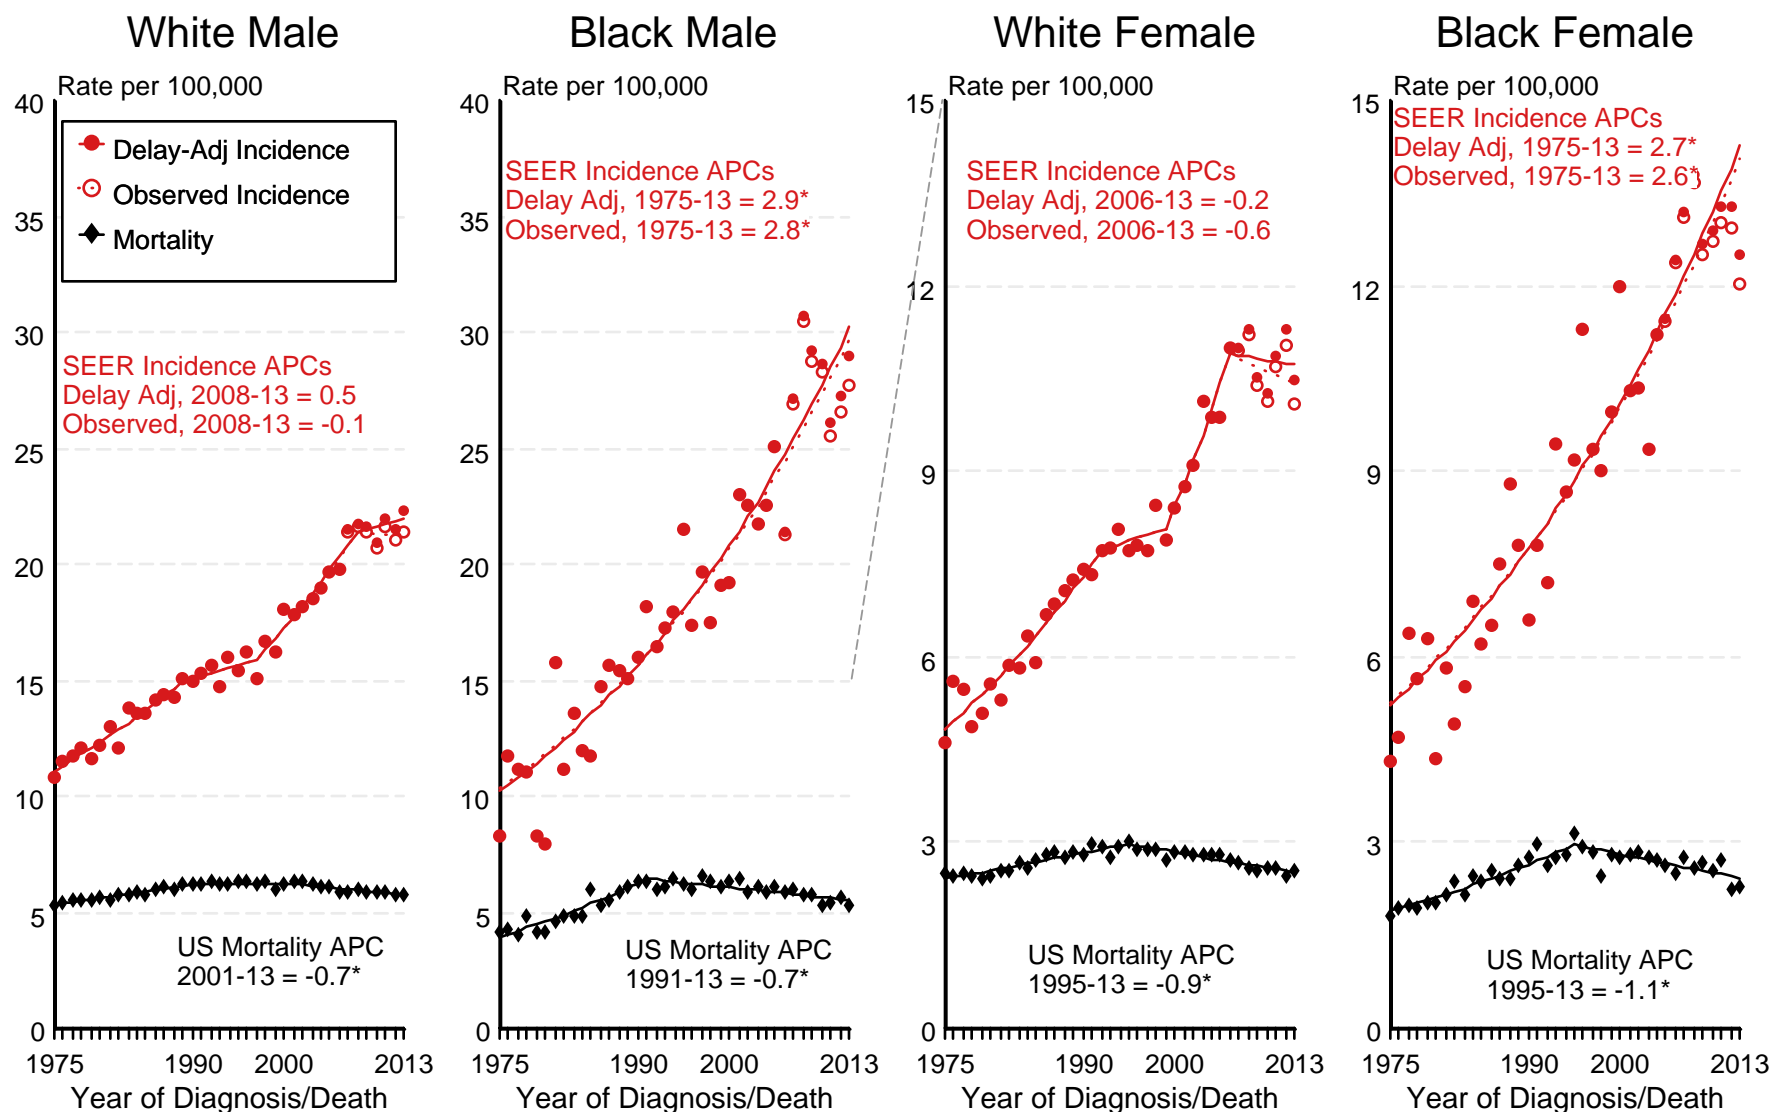 White Male
Rate per 100,000
40
35
30
25
20
15
10
5
0
Delay-Adj Incidence
Observed Incidence
Mortality
SEER Incidence APCs
Delay Adj, 2008-13 = 0.5
Observed, 2008-13 = -0.1
US Mortality APC
2001-13 = -0.7*
1975 1990 2000 2013
Year of Diagnosis/Death
Black Male
Rate per 100,000
40
35
30
25
20
15
10
5
0
SEER Incidence APCs
Delay Adj, 1975-13 = 2.9*
Observed, 1975-13 = 2.8*
US Mortality APC
1991-13 = -0.7*
1975 1990 2000 2013
Year of Diagnosis/Death
White Female
Rate per 100,000
15
12
9
6
3
0
SEER Incidence APCs
Delay Adj, 2006-13 = -0.2
Observed, 2006-13 = -0.6
US Mortality APC
1995-13 = -0.9*
1975 1990 2000 2013
Year of Diagnosis/Death
Black Female
Rate per 100,000
15
12
9
6
3
0
SEER Incidence APCs
Delay Adj, 1975-13 = 2.7*
Observed, 1975-13 = 2.6*
US Mortality APC
1995-13 = -1.1*
1975 1990 2000 2013
Year of Diagnosis/Death